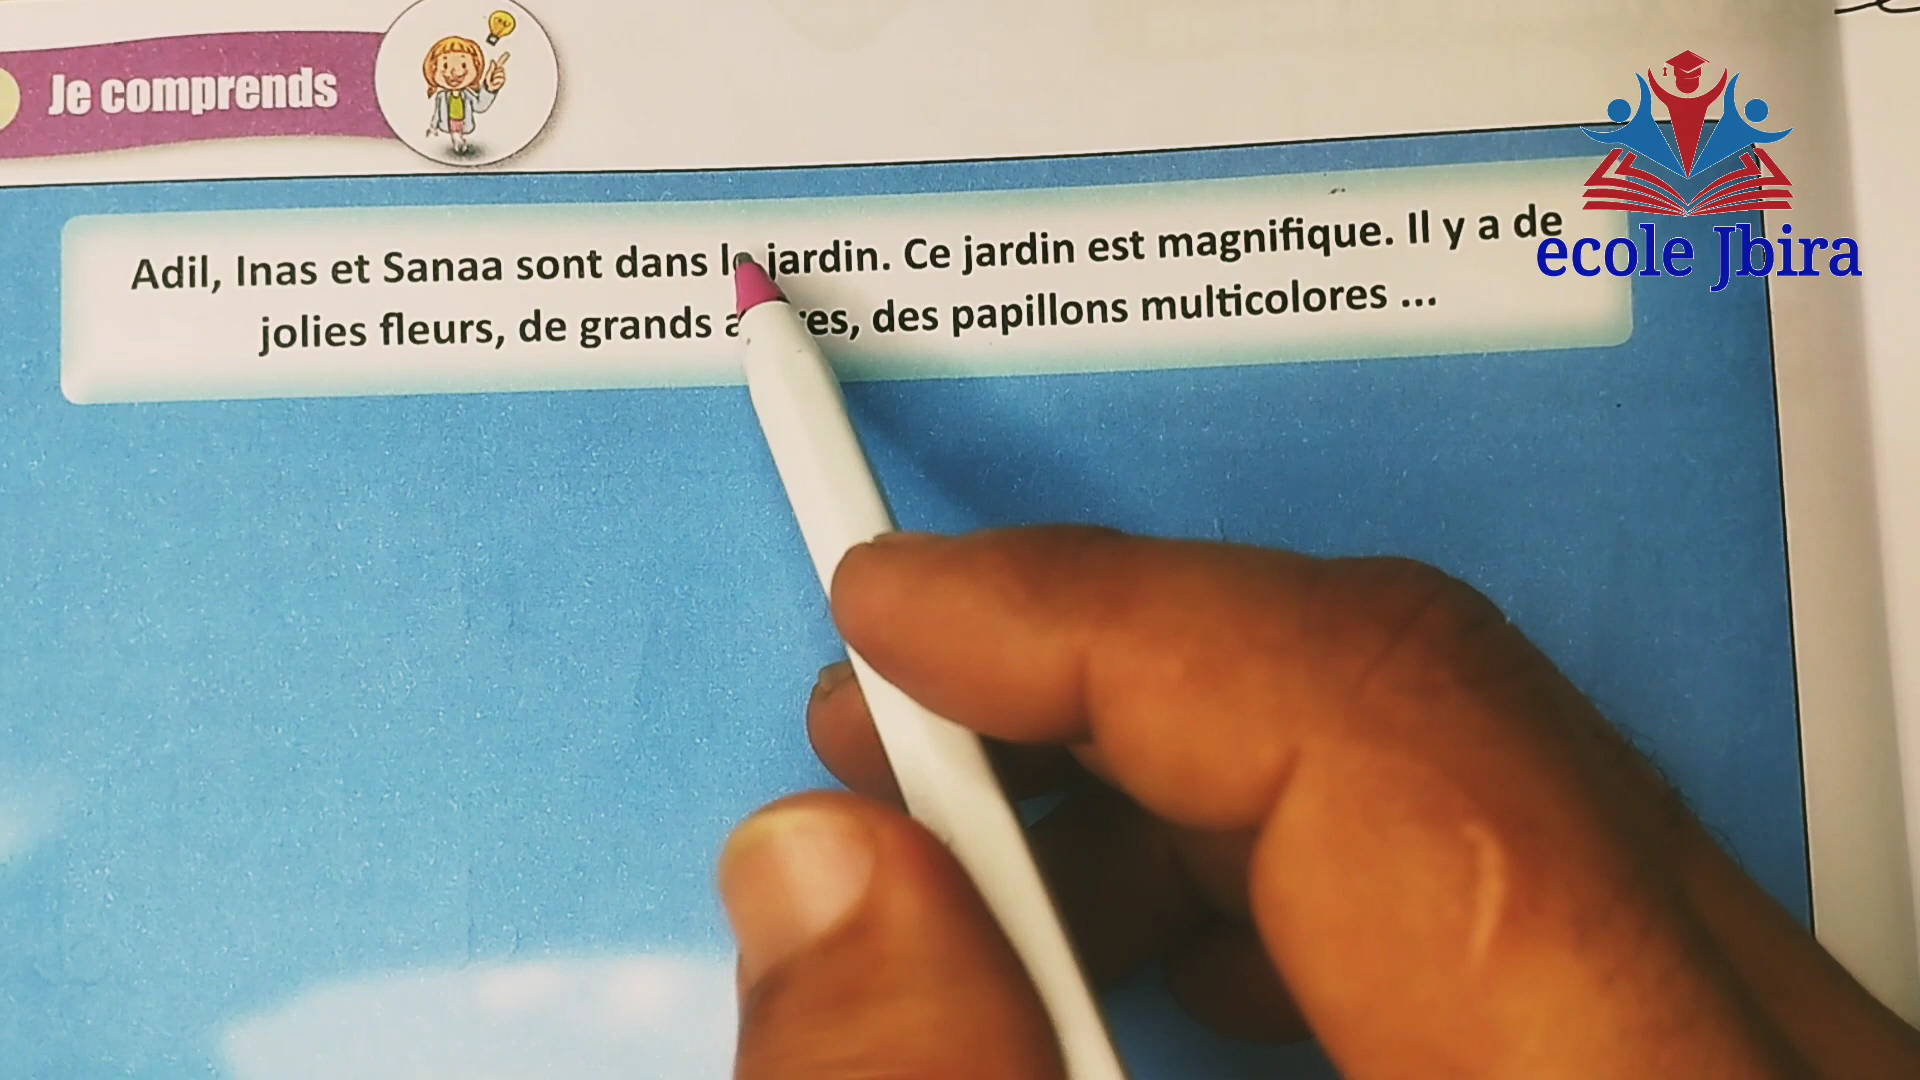 Je comprends
Adil, Inas et Sanaa sont dans le jardin. Ce jardin est magnifique. Il y a de
jolies fleurs, de grands des papillons multicolores ...
école Jbira